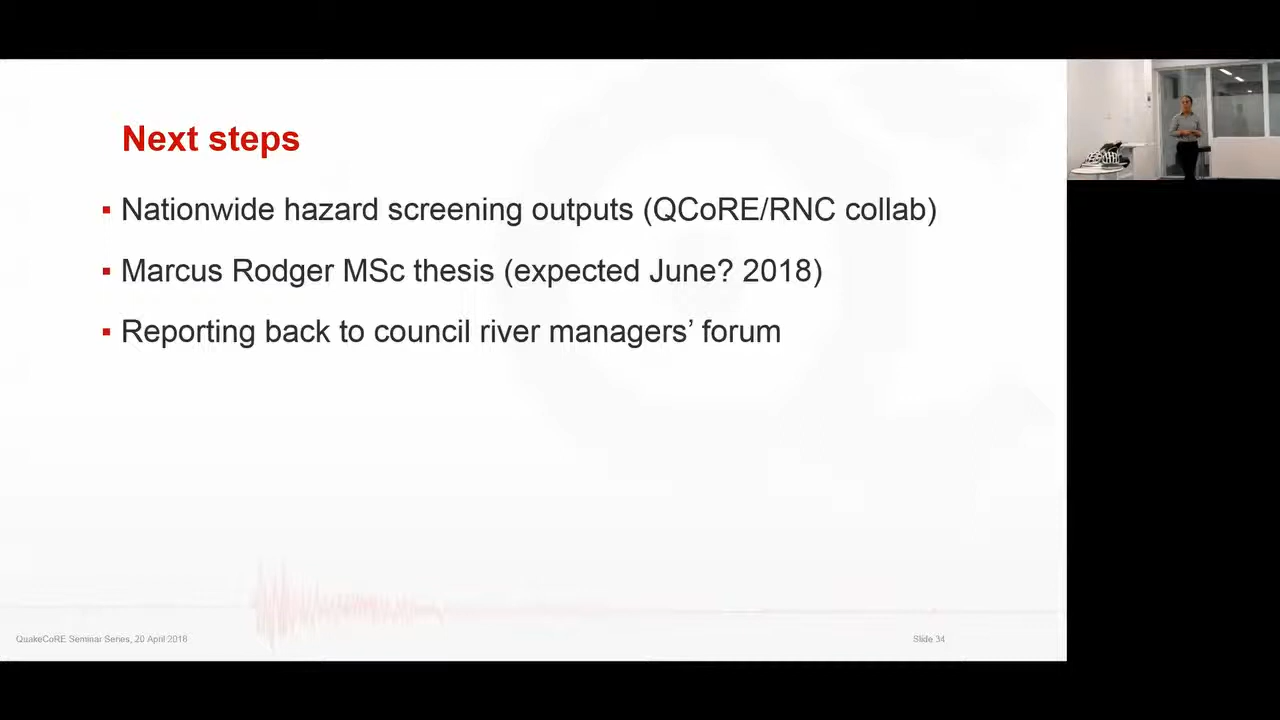 Next steps
Nationwide hazard screening outputs (QCoRE/RNC collab)
Marcus Rodger MSc thesis (expected June? 2018)
Reporting back to council river managers’ forum
QuakeCoRE Seminar Series, 20 April 2018
Slide 34